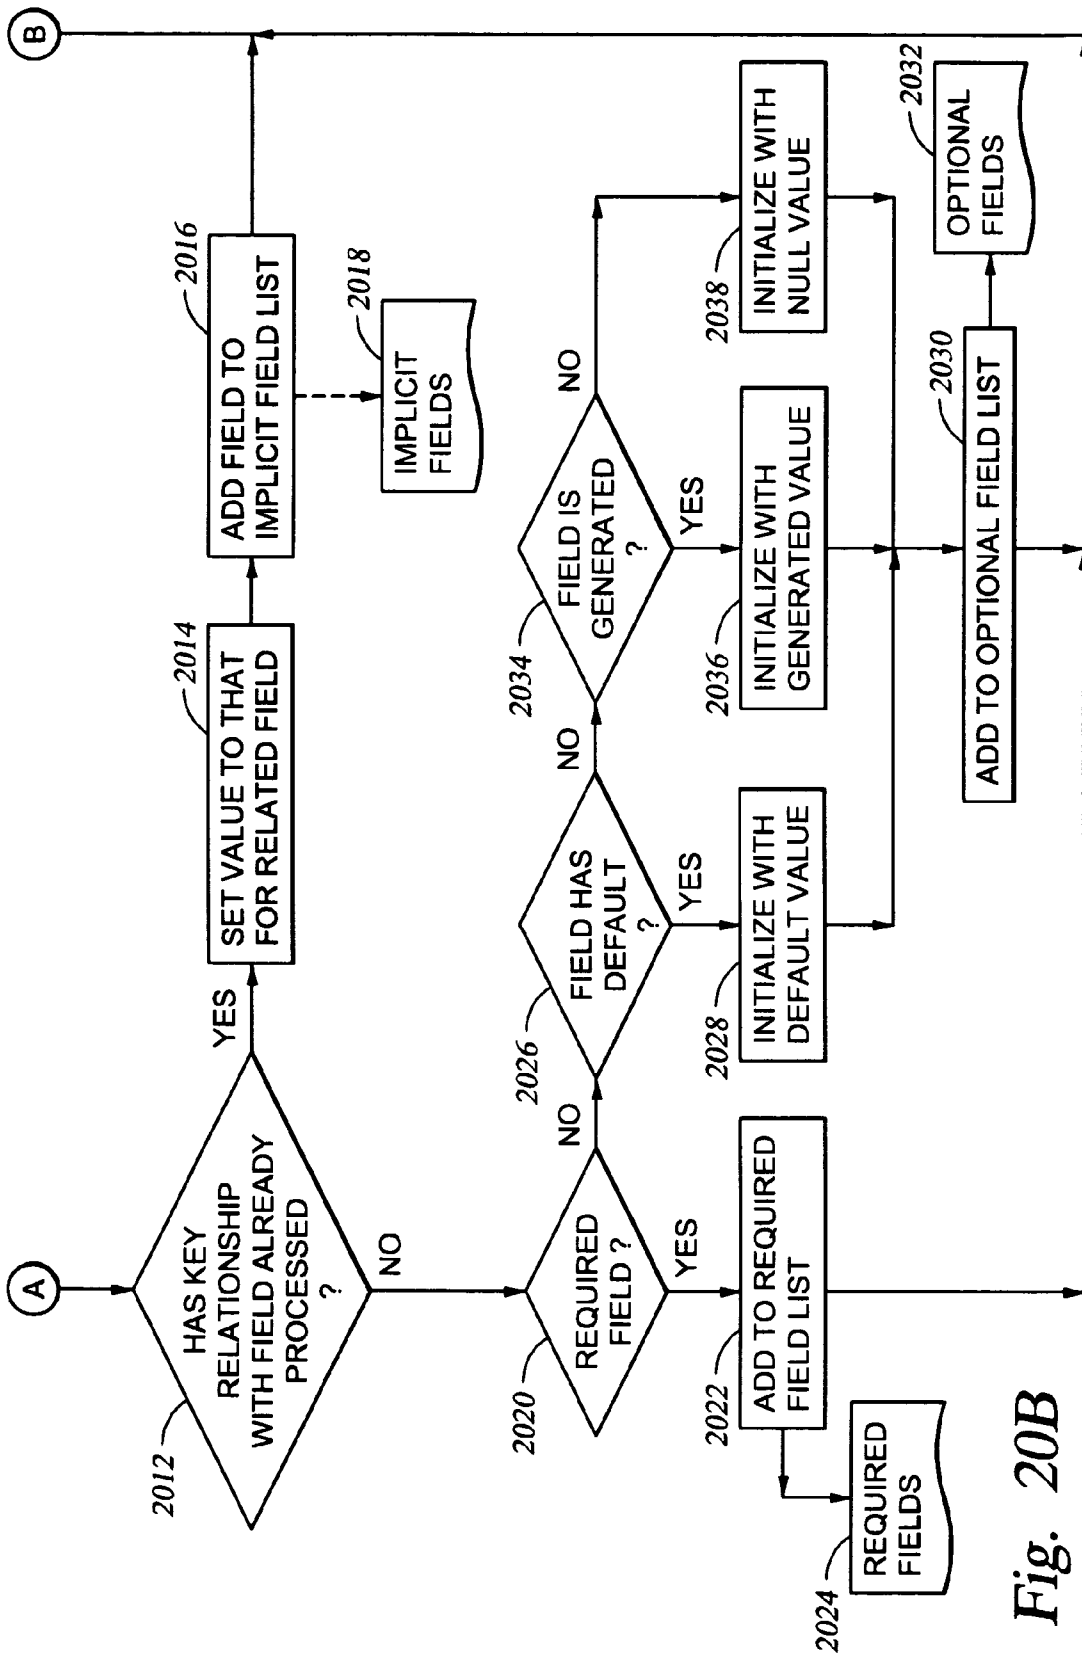 A
B
HAS KEY
RELATIONSHIP
WITH FIELD ALREADY
PROCESSED
?
2012
YES
NO
SET VALUE TO THAT
FOR RELATED FIELD
2014
ADD FIELD TO
IMPLICIT FIELD LIST
2016
IMPLICIT
FIELDS
2018
REQUIRED
FIELD ?
2020
NO
YES
FIELD HAS
DEFAULT
?
2026
NO
YES
FIELD IS
GENERATED
?
2034
NO
YES
ADD TO REQUIRED
FIELD LIST
2022
INITIALIZE WITH
DEFAULT VALUE
2028
INITIALIZE WITH
GENERATED VALUE
2036
INITIALIZE WITH
NULL VALUE
2038
REQUIRED
FIELDS
2024
ADD TO OPTIONAL FIELD LIST
2030
OPTIONAL
FIELDS
2032
Fig. 20B